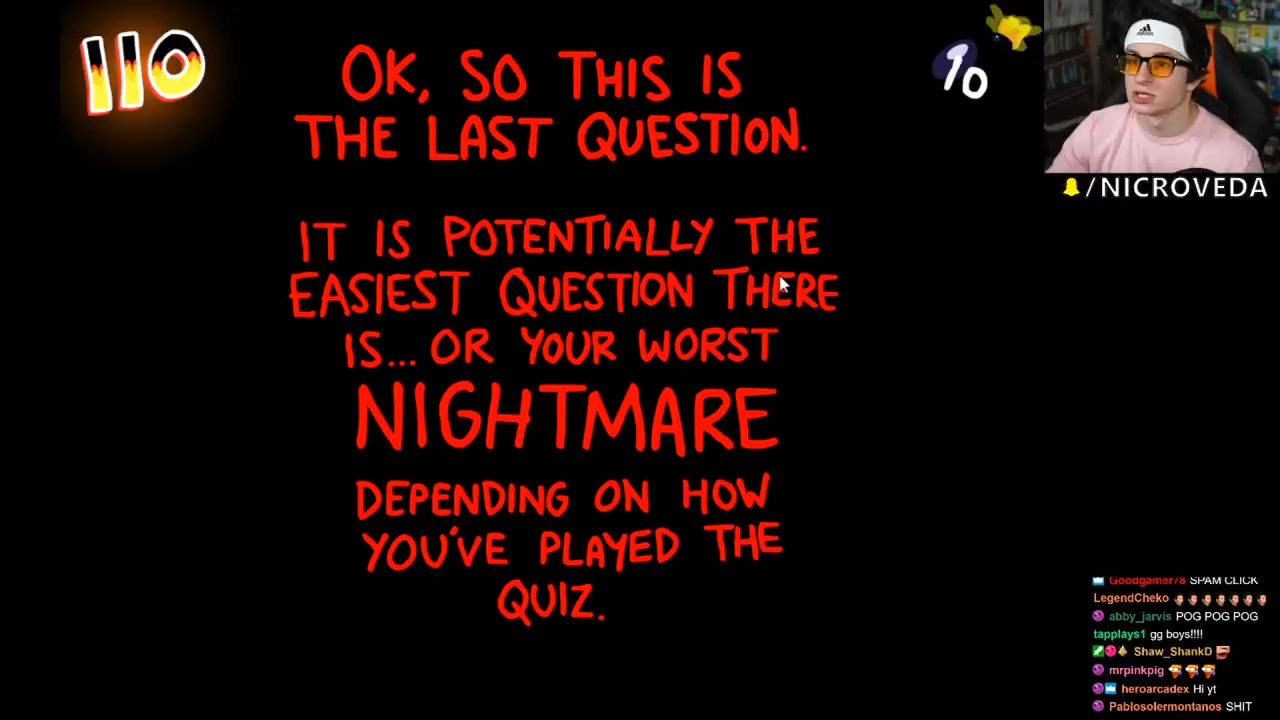 110
10
OK, SO THIS IS
THE LAST QUESTION.
IT IS POTENTIALLY THE
EASIEST QUESTION THERE
IS... OR YOUR WORST
NIGHTMARE
DEPENDING ON HOW
YOU'VE PLAYED THE
QUIZ.
adidas
/NICROVEDA
Goodgamer78 SPAM CLICK
LegendCheko
abby_jarvis POG POG POG
tapplays1 gg boys!!!!
Shaw_ShankD
mrpinkpig
heroarcadex Hi yt
Pablosolermontanos SHIT